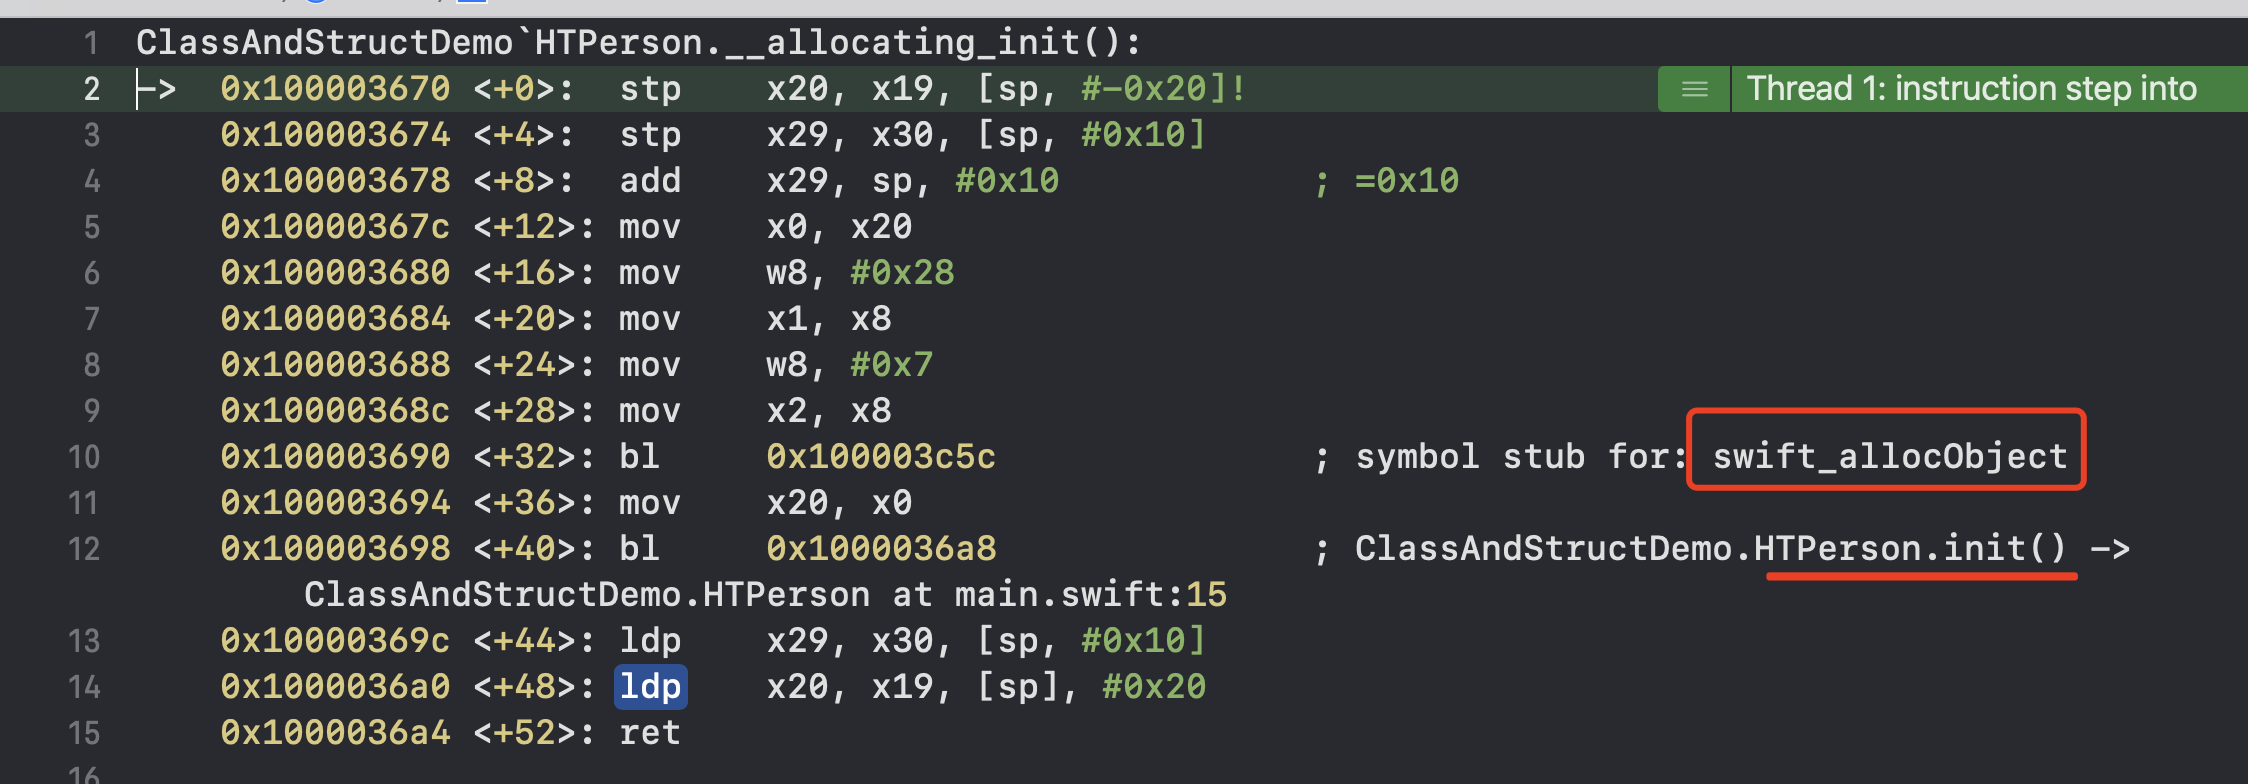 1 ClassAndStructDemo`HTPerson.__allocating_init():
2 -> 0x100003670 <+0>: stp x20, x19, [sp, #-0x20]! Thread 1: instruction step into
3 0x100003674 <+4>: stp x29, x30, [sp, #0x10]
4 0x100003678 <+8>: add x29, sp, #0x10 ; =0x10
5 0x10000367c <+12>: mov x0, x20
6 0x100003680 <+16>: mov w8, #0x28
7 0x100003684 <+20>: mov x1, x8
8 0x100003688 <+24>: mov w8, #0x7
9 0x10000368c <+28>: mov x2, x8
10 0x100003690 <+32>: bl 0x100003c5c ; symbol stub for: swift_allocObject
11 0x100003694 <+36>: mov x20, x0
12 0x100003698 <+40>: bl 0x1000036a8 ; ClassAndStructDemo.HTPerson.init() ->
ClassAndStructDemo.HTPerson at main.swift:15
13 0x10000369c <+44>: ldp x29, x30, [sp, #0x10]
14 0x1000036a0 <+48>: ldp x20, x19, [sp], #0x20
15 0x1000036a4 <+52>: ret
16